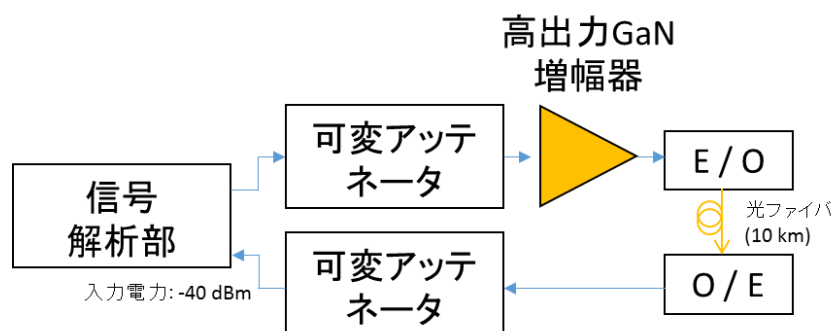 高出力GaN
増幅器
可変アッテ
ネータ
E / O
信号
解析部
光ファイバ
(10 km)
可変アッテ
ネータ
O / E
入力電力: -40 dBm